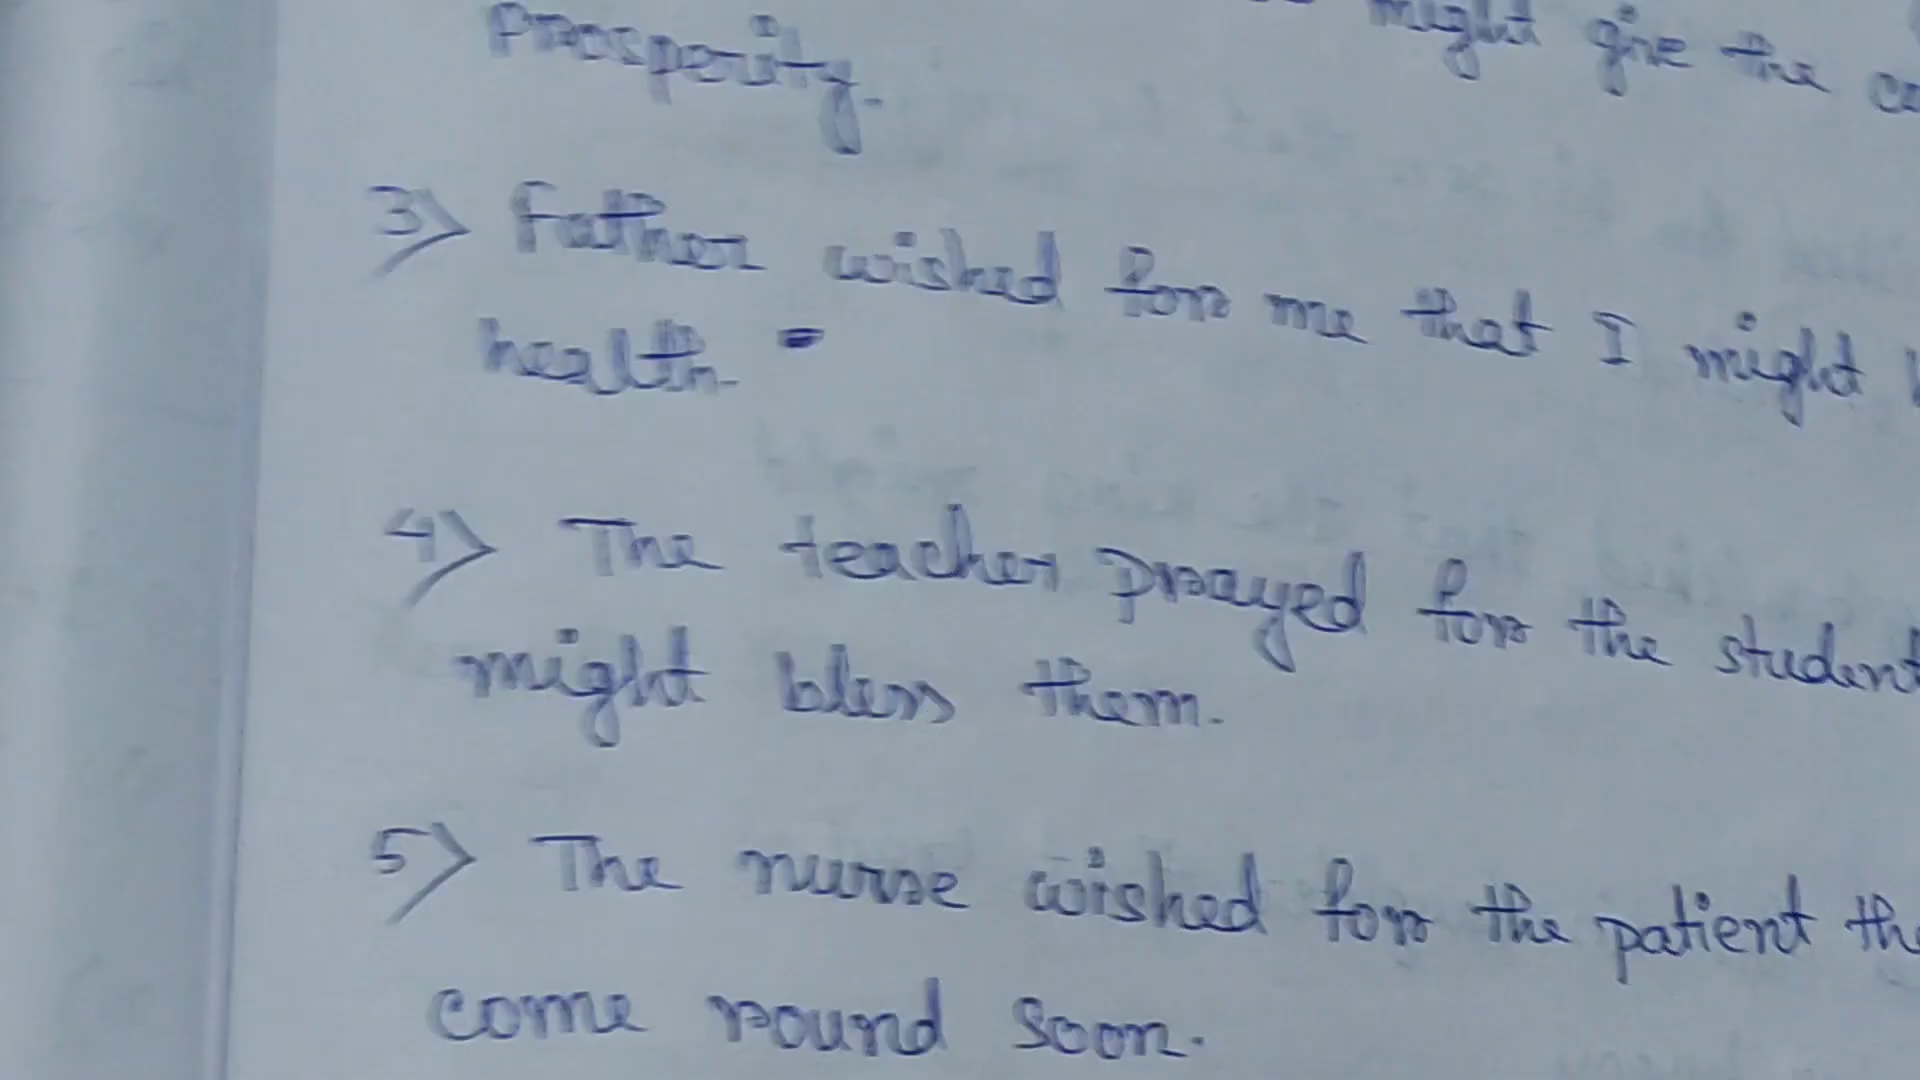 might give the
prosperity.
3) Father wished for me that I might
health.
4) The teacher prayed for the student
might bless them.
5) The nurse wished for the patient
come round soon.